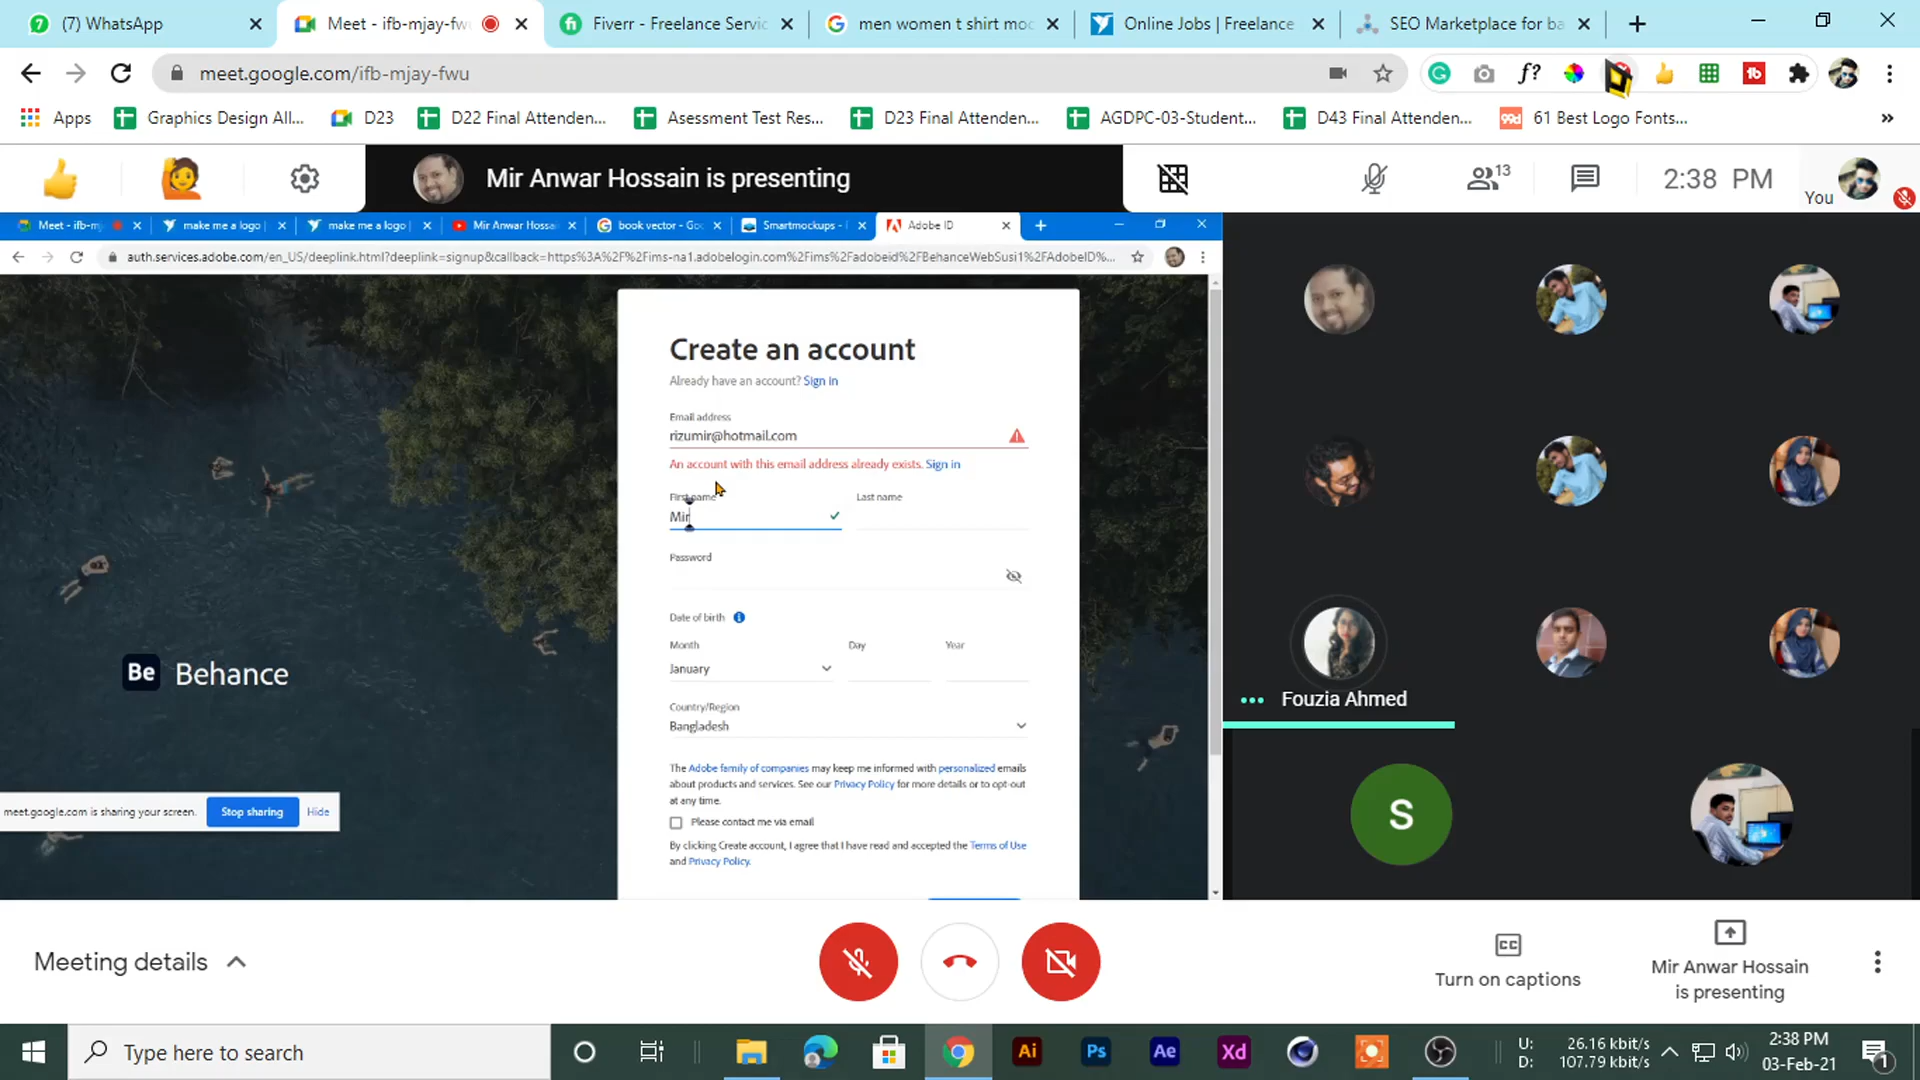 (7) WhatsApp
Meet - ifb-mjay-fw
Fiverr - Freelance Servic
men women t shirt moc
Online Jobs | Freelance
SEO Marketplace for ba
meet.google.com/ifb-mjay-fwu
f?
Apps
Graphics Design All...
D23
D22 Final Attenden...
Asessment Test Res...
D23 Final Attenden...
AGDPC-03-Student...
D43 Final Attenden...
99d
61 Best Logo Fonts...
»
Mir Anwar Hossain is presenting
13
2:38 PM
You
Meet - ifb-m
make me a logo |
make me a logo |
Mir Anwar Hossa
book vector - Go
Smartmockups -
Adobe ID
auth.services.adobe.com/en_US/deeplink.html?deeplink=signup&callback=https%3A%2F%2Fims-na1.adobelogin.com%2Fims%2Fadobeid%2FBehanceWebSusi1%2FAdobeID%...
Create an account
Already have an account? Sign in
Email address
rizumir@hotmail.com
An account with this email address already exists. Sign in
First name
Last name
Mir
Password
Date of birth
Month
Day
Year
January
Be Behance
Country/Region
Bangladesh
The Adobe family of companies may keep me informed with personalized emails
about products and services. See our Privacy Policy for more details or to opt-out
at any time.
Please contact me via email
By clicking Create account, I agree that I have read and accepted the Terms of Use
and Privacy Policy.
meet.google.com is sharing your screen.
Stop sharing
Hide
Fouzia Ahmed
S
Meeting details
CC
Turn on captions
Mir Anwar Hossain
is presenting
Type here to search
Ai
Ps
Ae
Xd
U: 26.16 kbit/s
D: 107.79 kbit/s
2:38 PM
03-Feb-21
1